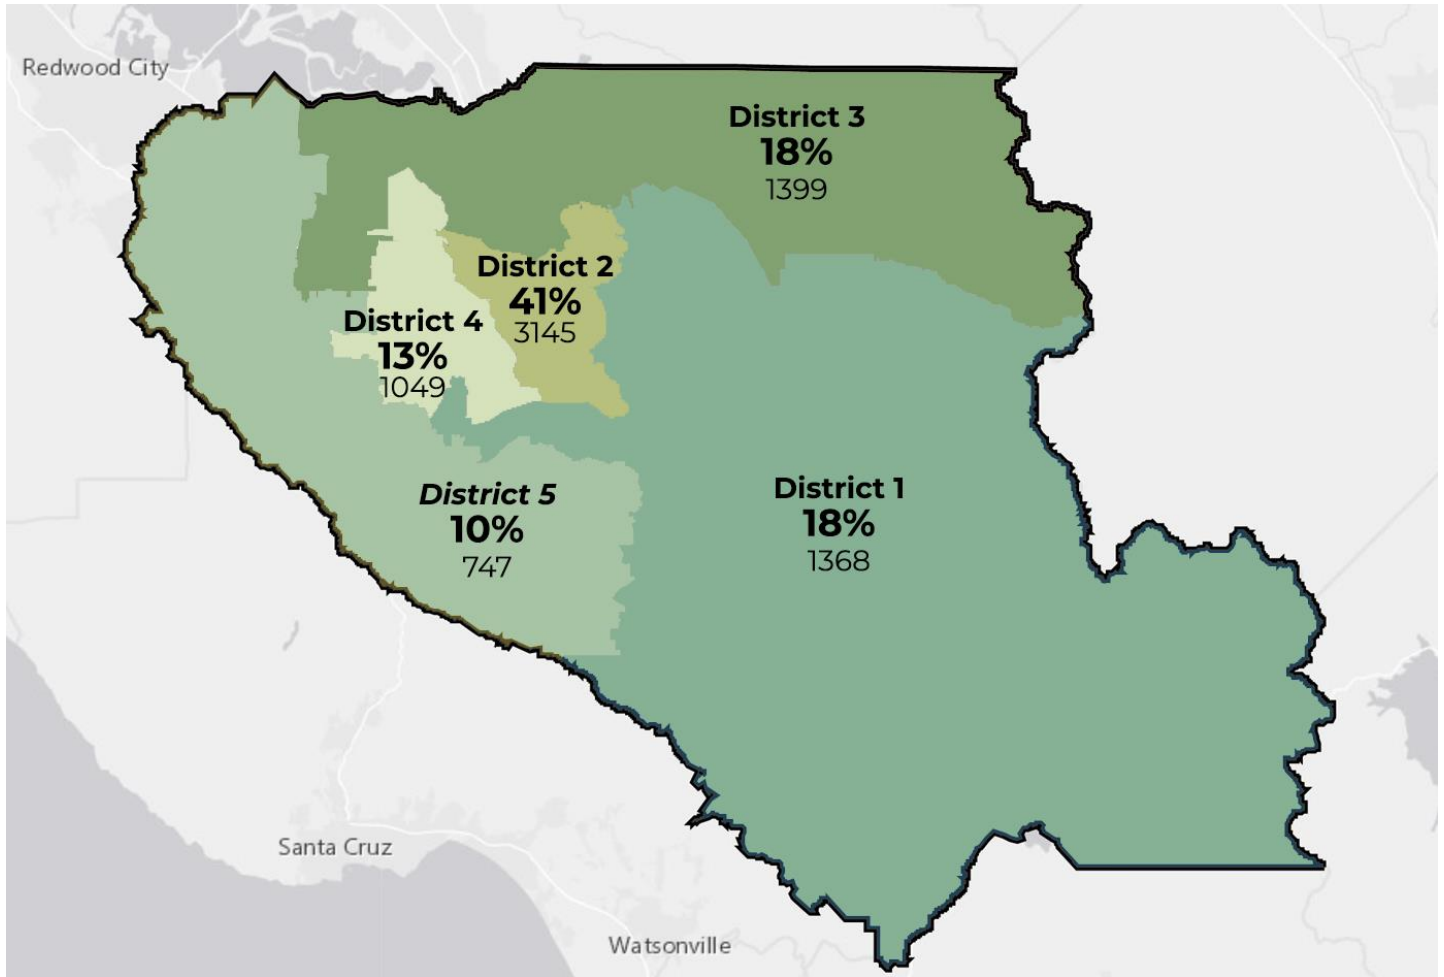 Redwood City
District 3
18%
1399
District 2
41%
3145
District 4
13%
1049
District 5
10%
747
District 1
18%
1368
Santa Cruz
Watsonville